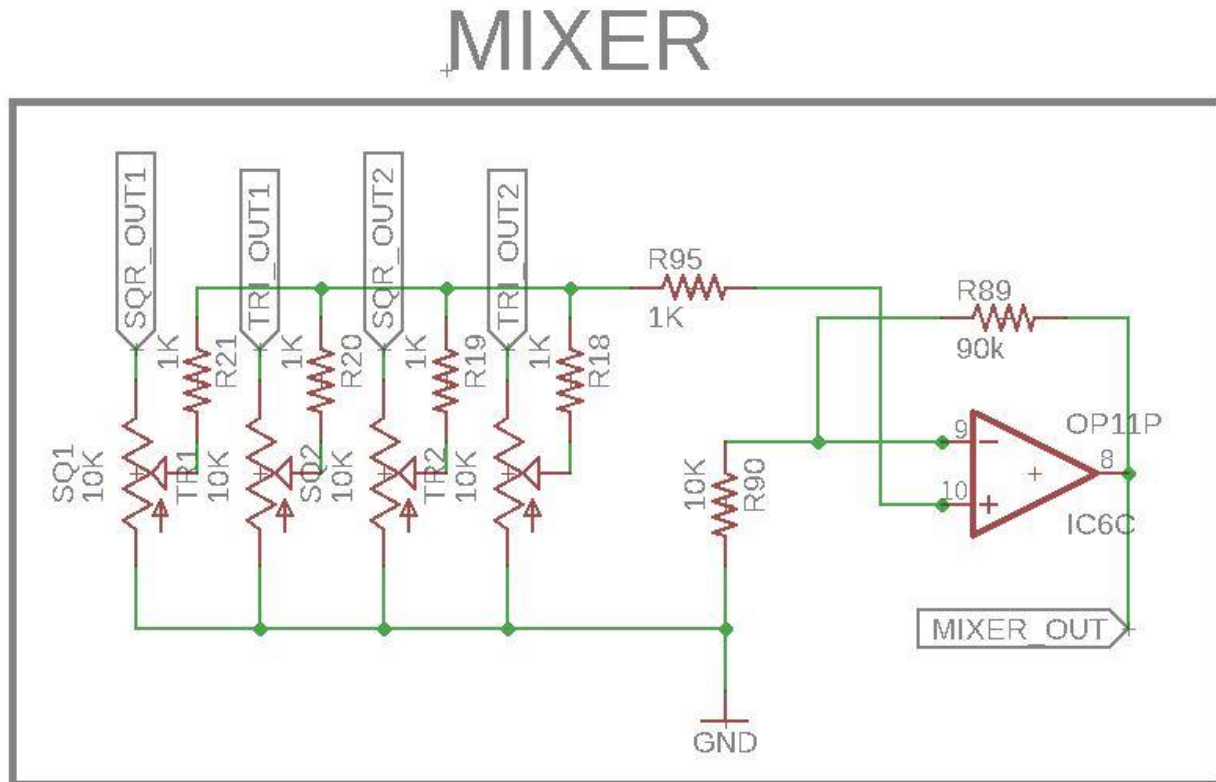 MIXER
SQR_OUT1
TRI_OUT1
SQR_OUT2
TRI_OUT2
R95
1K
R89
90k
1K
R21
1K
R20
1K
R19
1K
R18
SQ1
10K
TR1
10K
SQ2
10K
TR2
10K
10K
R90
9
10
8
OP11P
IC6C
MIXER_OUT
GND